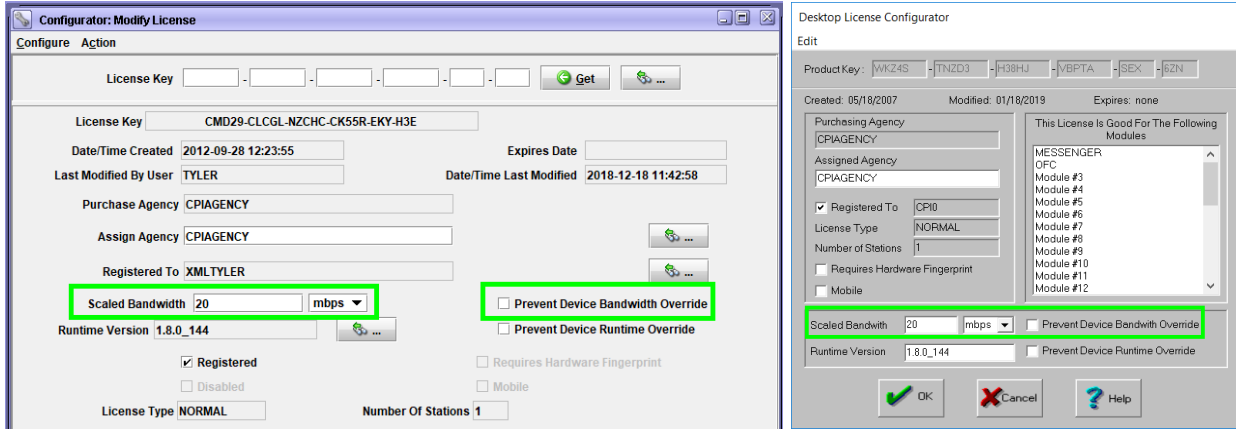 Configurator: Modify License
Configure Action
License Key - - - - - Get ...
License Key CMD29-CLCGL-NZCHC-CK55R-EKY-H3E
Date/Time Created 2012-09-28 12:23:55 Expires Date
Last Modified By User TYLER Date/Time Last Modified 2018-12-18 11:42:58
Purchase Agency CPIAGENCY
Assign Agency CPIAGENCY ...
Registered To XMLTYLER ...
Scaled Bandwidth 20 mbps Prevent Device Bandwidth Override
Runtime Version 1.8.0_144 ... Prevent Device Runtime Override
Registered Requires Hardware Fingerprint
Disabled Mobile
License Type NORMAL Number Of Stations 1
Desktop License Configurator
Edit
Product Key: WKZ4S - TNZD3 - H38HJ - VBPTA - SEX - 6ZN
Created: 05/18/2007 Modified: 01/18/2019 Expires: none
Purchasing Agency
CPIAGENCY
Assigned Agency
CPIAGENCY
Registered To CPI0
License Type NORMAL
Number of Stations 1
Requires Hardware Fingerprint
Mobile
This License Is Good For The Following
Modules
MESSENGER
OFC
Module #3
Module #4
Module #5
Module #6
Module #7
Module #8
Module #9
Module #10
Module #11
Module #12
Scaled Bandwith 20 mbps Prevent Device Bandwith Override
Runtime Version 1.8.0_144 Prevent Device Runtime Override
OK Cancel Help